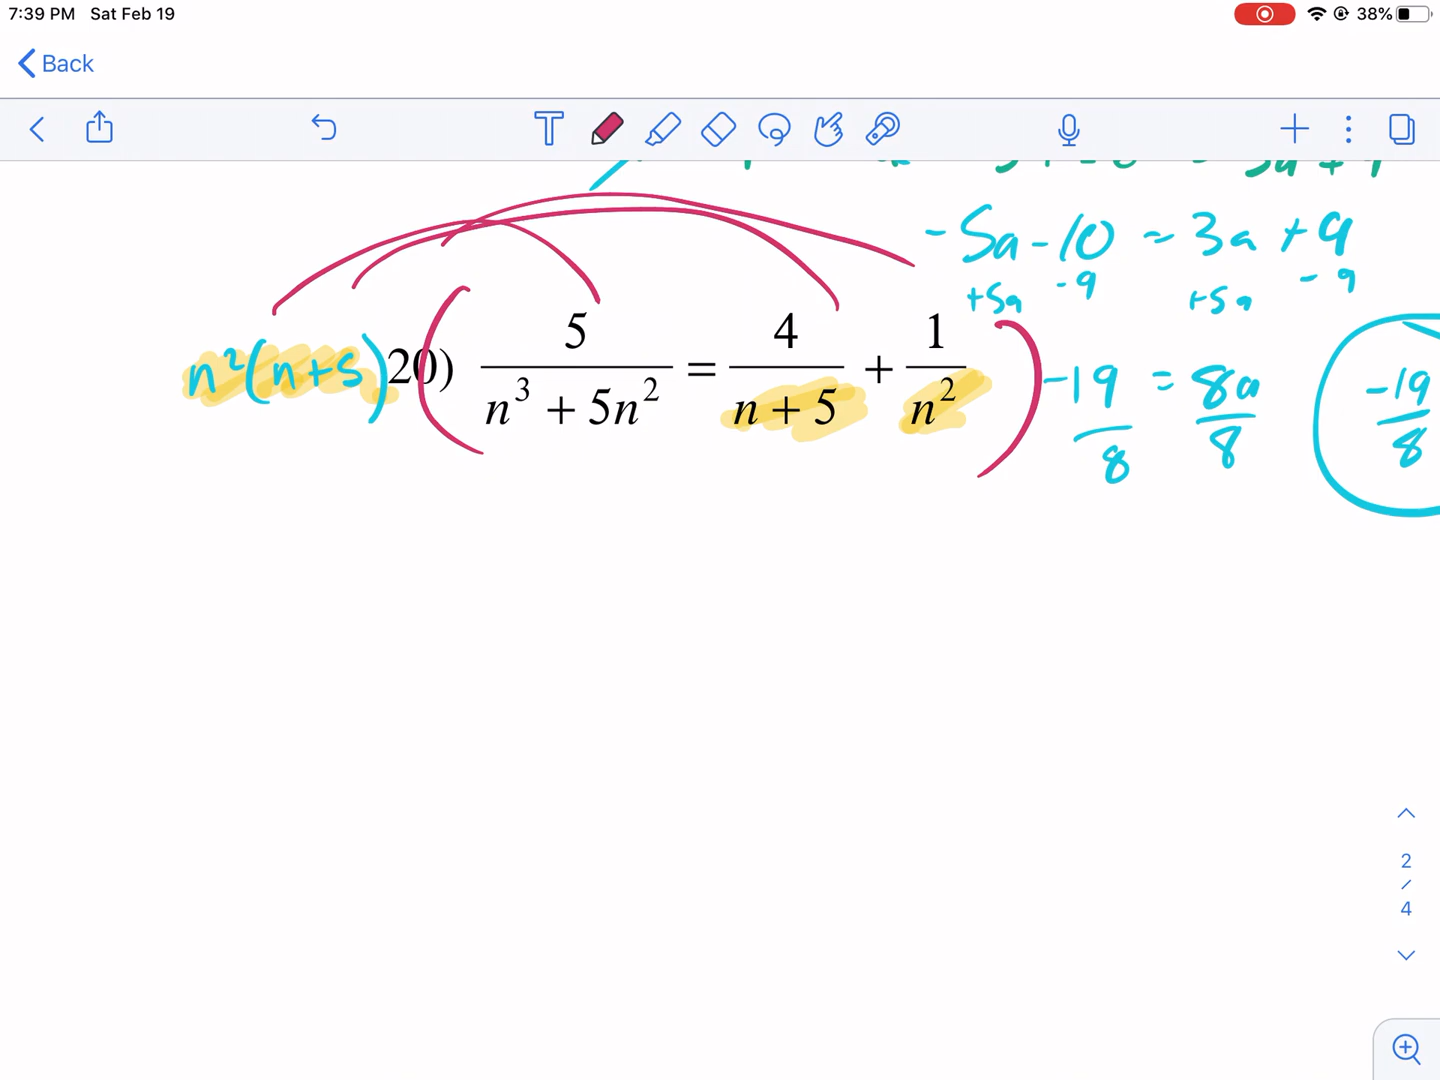 7:39 PM Sat Feb 19
38%
Back
-5a-10 = 3a+9
+5a -9 +5a -9
n²(n+5) 20) 5/(n³ + 5n²) = 4/(n + 5) + 1/n²
-19/8 = 8a/8
-19/8
2
/
4